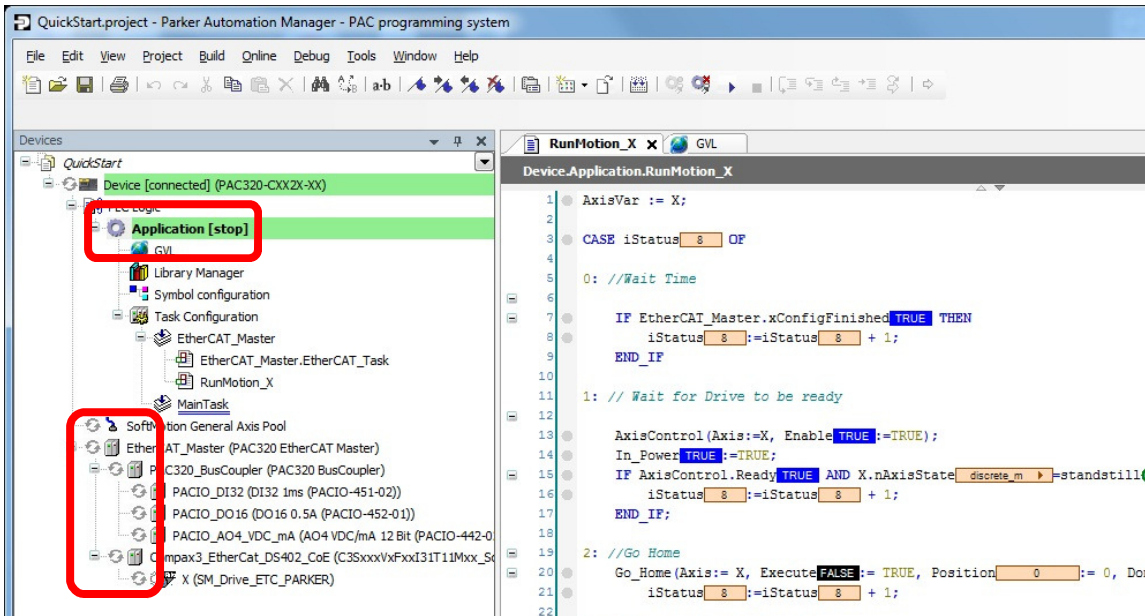 QuickStart.project - Parker Automation Manager - PAC programming system
File Edit View Project Build Online Debug Tools Window Help
Devices
QuickStart
Device [connected] (PAC320-CXX2X-XX)
Logic
Application [stop]
GVL
Library Manager
Symbol configuration
Task Configuration
EtherCAT_Master
EtherCAT_Master.EtherCAT_Task
RunMotion_X
MainTask
SoftMotion General Axis Pool
EtherCAT_Master (PAC320 EtherCAT Master)
PAC320_BusCoupler (PAC320 BusCoupler)
PACIO_DI32 (DI32 1ms (PACIO-451-02))
PACIO_DO16 (DO16 0.5A (PACIO-452-01))
PACIO_AO4_VDC_mA (AO4 VDC/mA 12 Bit (PACIO-442-0
Compax3_EtherCat_DS402_CoE (C3SxxxVxFxxI31T11Mxx_Sc
X (SM_Drive_ETC_PARKER)
RunMotion_X GVL
Device.Application.RunMotion_X
1 AxisVar := X;
2
3 CASE iStatus 8 OF
4
5 0: //Wait Time
6
7 IF EtherCAT_Master.xConfigFinished TRUE THEN
8 iStatus 8 :=iStatus 8 + 1;
9 END_IF
10
11 1: // Wait for Drive to be ready
12
13 AxisControl(Axis:=X, Enable TRUE :=TRUE);
14 In_Power TRUE :=TRUE;
15 IF AxisControl.Ready TRUE AND X.nAxisState discrete_m =standstill
16 iStatus 8 :=iStatus 8 + 1;
17 END_IF;
18
19 2: //Go Home
20 Go_Home(Axis:= X, Execute FALSE := TRUE, Position 0 := 0, Do
21 iStatus 8 :=iStatus 8 + 1;
22